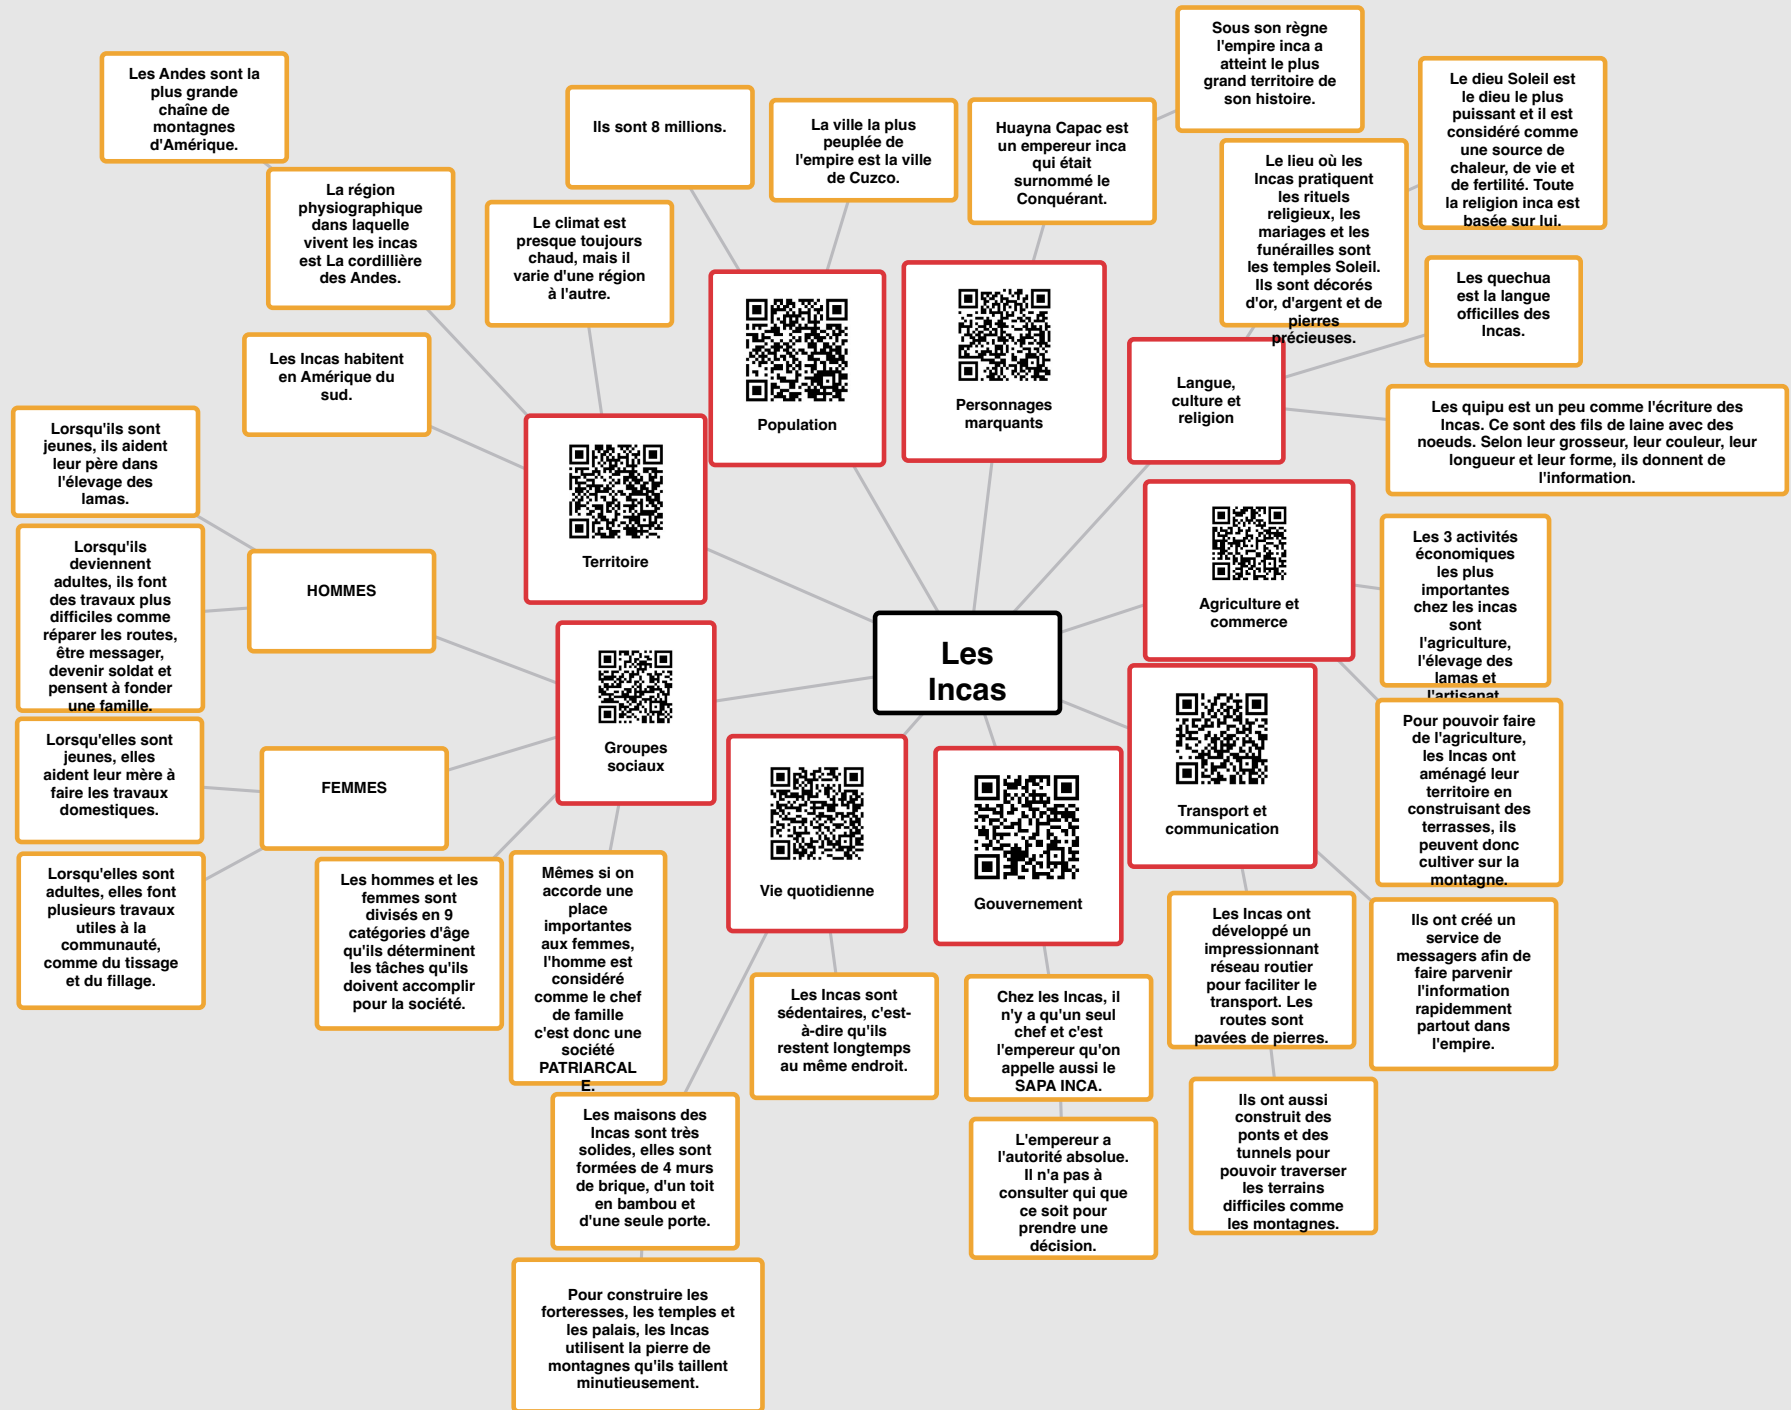 Les
Incas
Territoire
Les Incas habitent
en Amérique du
sud.
La région
physiographique
dans laquelle
vivent les incas
est La cordillière
des Andes.
Les Andes sont la
plus grande
chaîne de
montagnes
d'Amérique.
Le climat est
presque toujours
chaud, mais il
varie d'une région
à l'autre.
Population
Ils sont 8 millions.
La ville la plus
peuplée de
l'empire est la ville
de Cuzco.
Personnages
marquants
Huayna Capac est
un empereur inca
qui était
surnommé le
Conquérant.
Sous son règne
l'empire inca a
atteint le plus
grand territoire de
son histoire.
Langue,
culture et
religion
Le lieu où les
Incas pratiquent
les rituels
religieux, les
mariages et les
funérailles sont
les temples Soleil.
Ils sont décorés
d'or, d'argent et de
pierres
précieuses.
Le dieu Soleil est
le dieu le plus
puissant et il est
considéré comme
une source de
chaleur, de vie et
de fertilité. Toute
la religion inca est
basée sur lui.
Les quechua
est la langue
officilles des
Incas.
Les quipu est un peu comme l'écriture des
Incas. Ce sont des fils de laine avec des
noeuds. Selon leur grosseur, leur couleur, leur
longueur et leur forme, ils donnent de
l'information.
Agriculture et
commerce
Les 3 activités
économiques
les plus
importantes
chez les incas
sont
l'agriculture,
l'élevage des
lamas et
l'artisanat
Pour pouvoir faire
de l'agriculture,
les Incas ont
aménagé leur
territoire en
construisant des
terrasses, ils
peuvent donc
cultiver sur la
montagne.
Transport et
communication
Les Incas ont
développé un
impressionnant
réseau routier
pour faciliter le
transport. Les
routes sont
pavées de pierres.
Ils ont aussi
construit des
ponts et des
tunnels pour
pouvoir traverser
les terrains
difficiles comme
les montagnes.
Ils ont créé un
service de
messagers afin de
faire parvenir
l'information
rapidemment
partout dans
l'empire.
Gouvernement
Chez les Incas, il
n'y a qu'un seul
chef et c'est
l'empereur qu'on
appelle aussi le
SAPA INCA.
L'empereur a
l'autorité absolue.
Il n'a pas à
consulter qui que
ce soit pour
prendre une
décision.
Vie quotidienne
Les Incas sont
sédentaires, c'est-
à-dire qu'ils
restent longtemps
au même endroit.
Les maisons des
Incas sont très
solides, elles sont
formées de 4 murs
de brique, d'un toit
en bambou et
d'une seule porte.
Pour construire les
forteresses, les temples et
les palais, les Incas
utilisent la pierre de
montagnes qu'ils taillent
minutieusement.
Groupes
sociaux
HOMMES
Lorsqu'ils sont
jeunes, ils aident
leur père dans
l'élevage des
lamas.
Lorsqu'ils
deviennent
adultes, ils font
des travaux plus
difficiles comme
réparer les routes,
être messager,
devenir soldat et
pensent à fonder
une famille.
FEMMES
Lorsqu'elles sont
jeunes, elles
aident leur mère à
faire les travaux
domestiques.
Lorsqu'elles sont
adultes, elles font
plusieurs travaux
utiles à la
communauté,
comme du tissage
et du fillage.
Les hommes et les
femmes sont
divisés en 9
catégories d'âge
qu'ils déterminent
les tâches qu'ils
doivent accomplir
pour la société.
Mêmes si on
accorde une
place
importantes
aux femmes,
l'homme est
considéré
comme le chef
de famille
c'est donc une
société
PATRIARCAL
E.